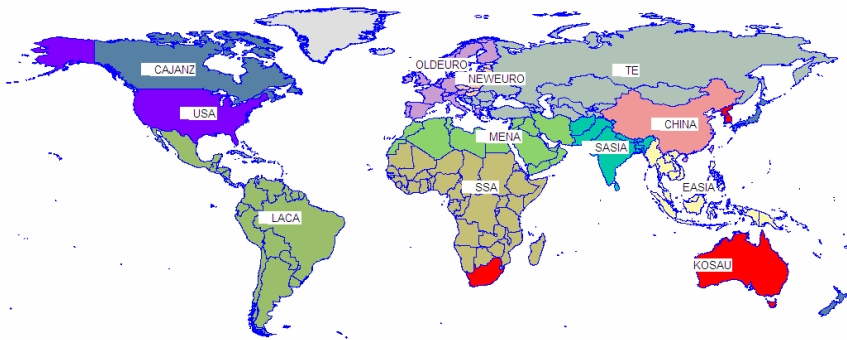 OLDEURO
CAJANZ
TE
NEWEURO
USA
CHINA
MENA
SASIA
SSA
EASIA
LACA
KOSAU